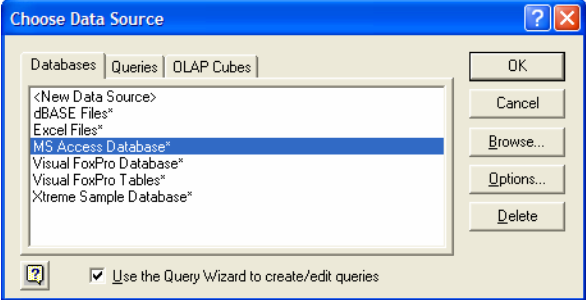 Choose Data Source
?
Databases
Queries
OLAP Cubes
<New Data Source>
dBASE Files*
Excel Files*
MS Access Database*
Visual FoxPro Database*
Visual FoxPro Tables*
Xtreme Sample Database*
OK
Cancel
Browse...
Options...
Delete
?
Use the Query Wizard to create/edit queries